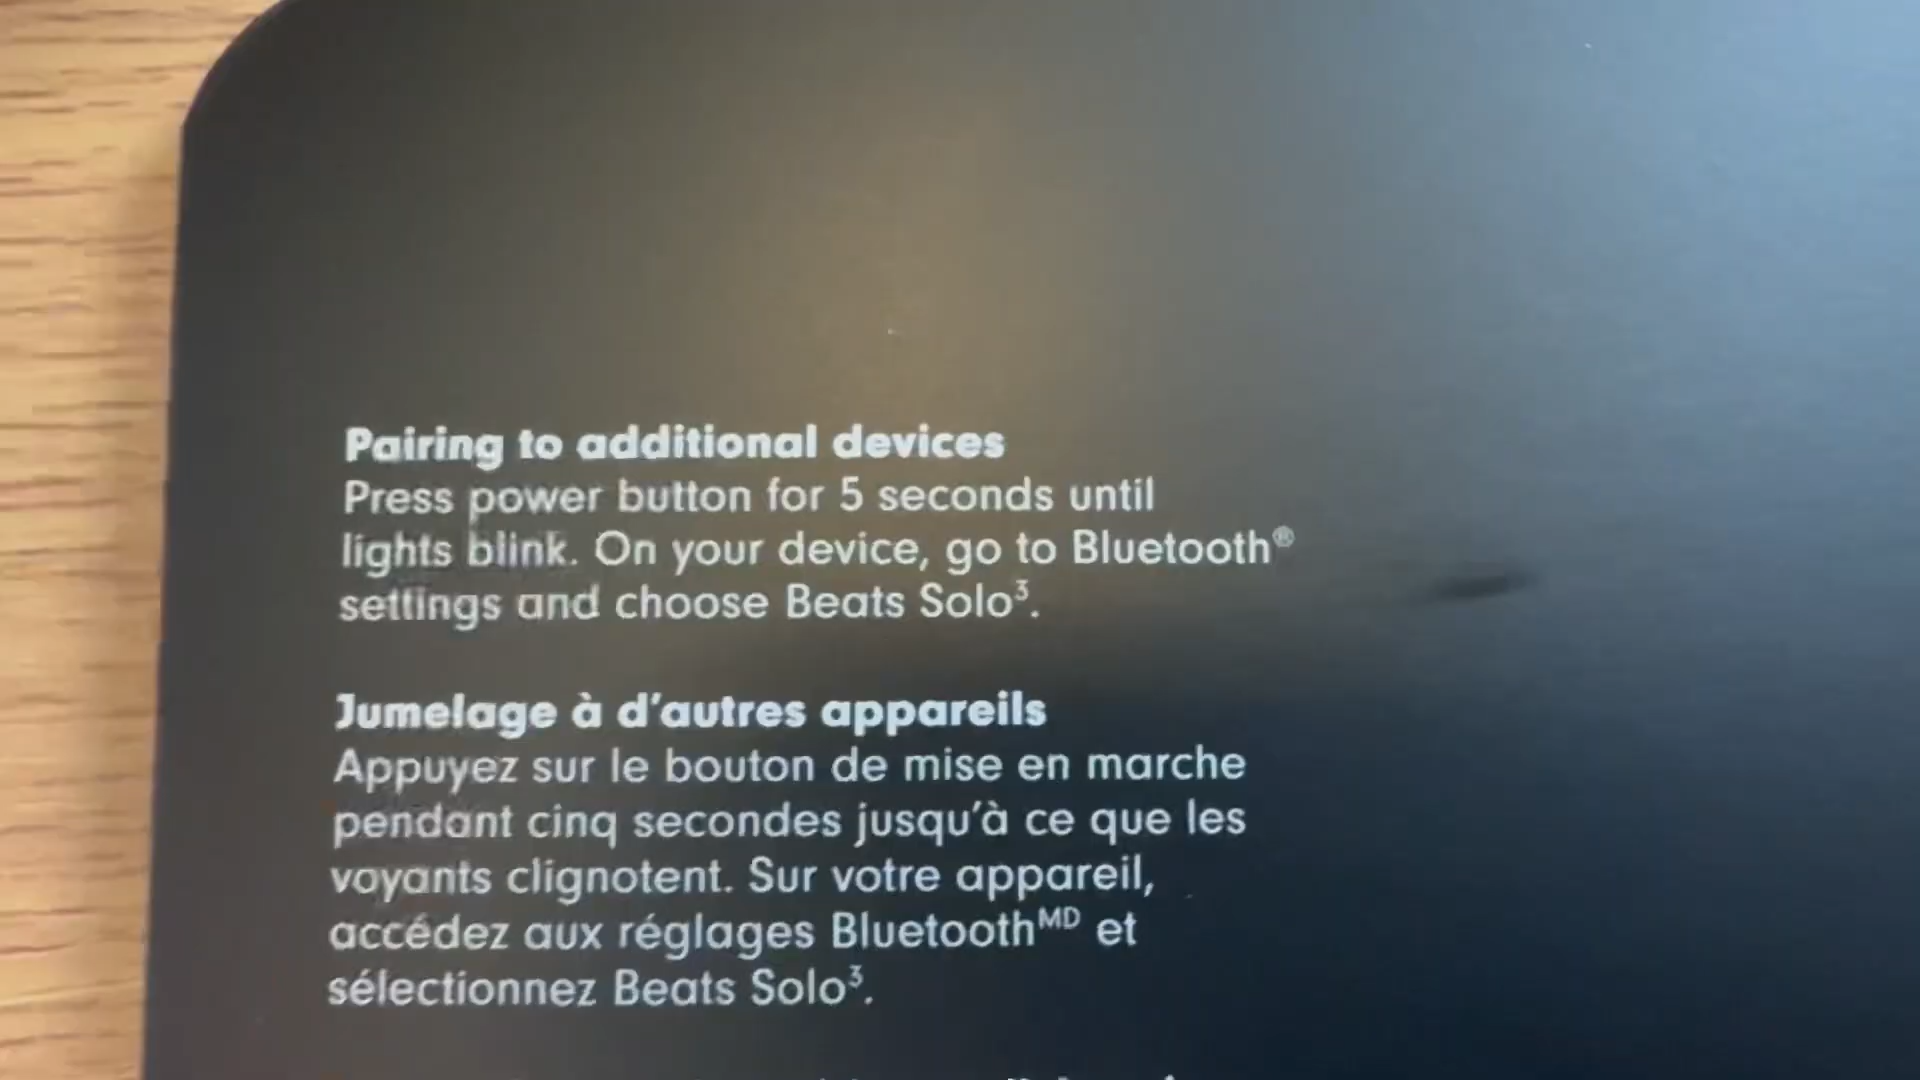 Pairing to additional devices
Press power button for 5 seconds until
lights blink. On your device, go to Bluetooth®
settings and choose Beats Solo³.
Jumelage à d'autres appareils
Appuyez sur le bouton de mise en marche
pendant cinq secondes jusqu'à ce que les
voyants clignotent. Sur votre appareil,
accédez aux réglages Bluetoothᴹᴰ et
sélectionnez Beats Solo³.